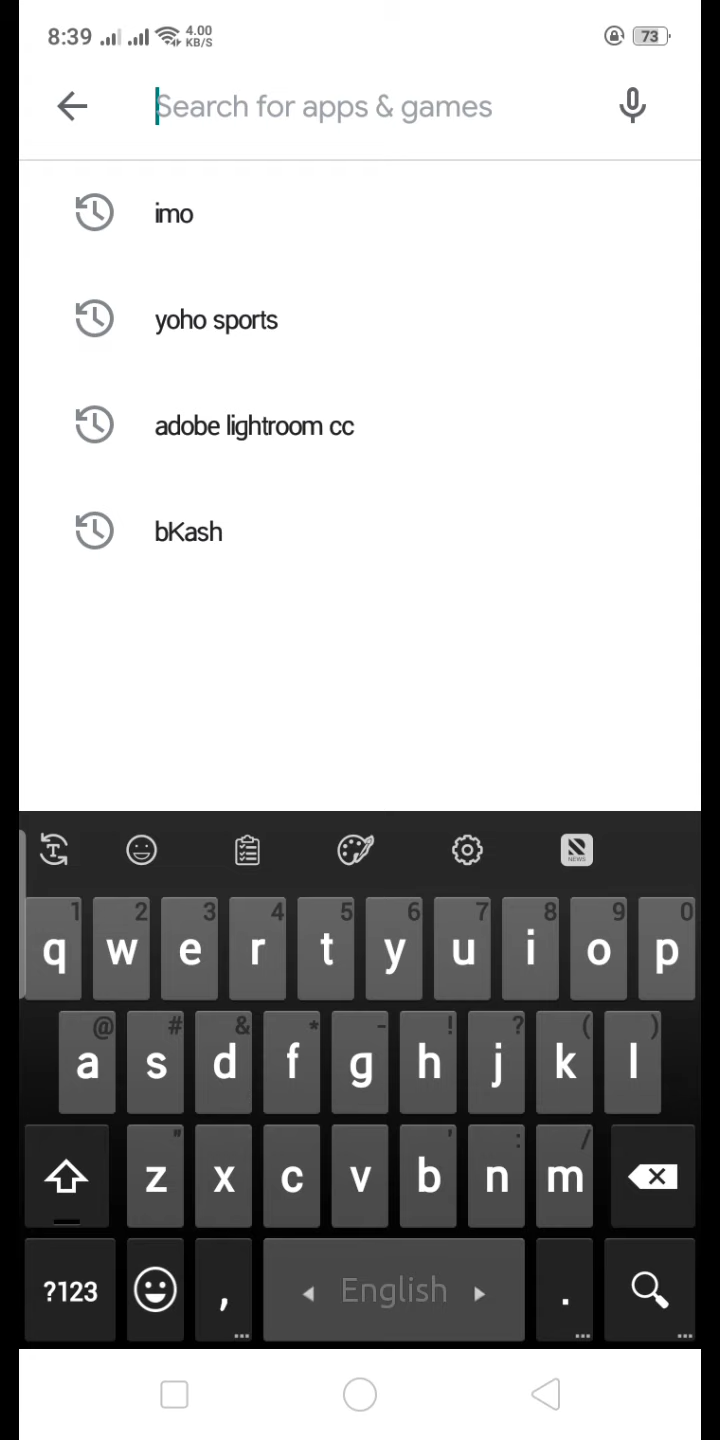 8:39 4.00 KB/S 73
Search for apps & games
imo
yoho sports
adobe lightroom cc
bKash
T NEWS
1 2 3 4 5 6 7 8 9 0
q w e r t y u i o p
@ # & * - ! ? ( )
a s d f g h j k l
" ' : /
z x c v b n m
?123 , English .